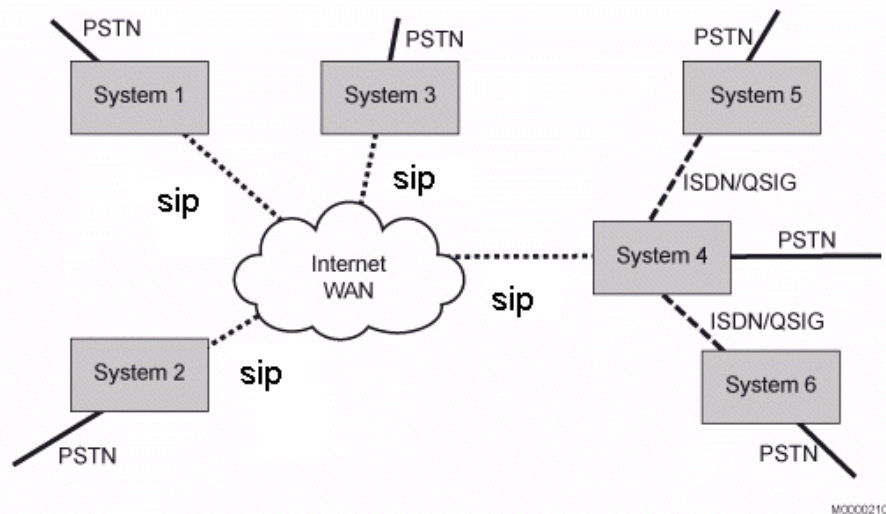 PSTN
System 1
PSTN
System 3
PSTN
System 5
sip
sip
ISDN/QSIG
Internet
WAN
System 4
PSTN
sip
ISDN/QSIG
System 2
sip
System 6
PSTN
PSTN
M0000210